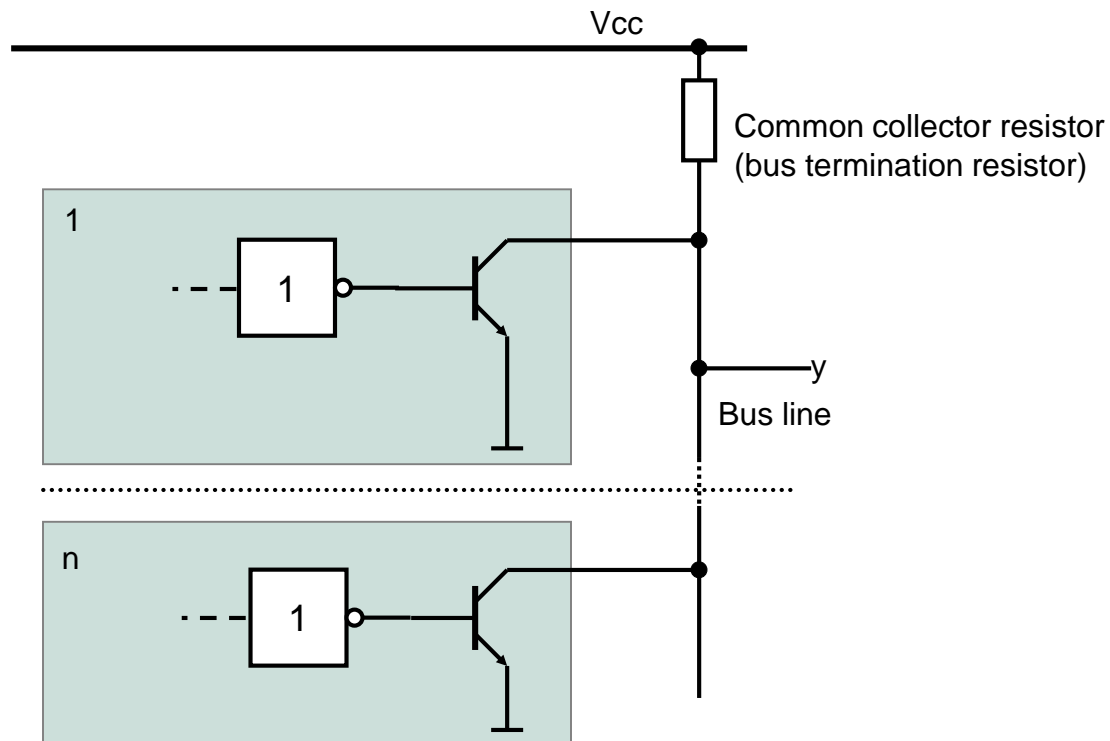 Vcc
Common collector resistor
(bus termination resistor)
1
1
y
Bus line
n
1